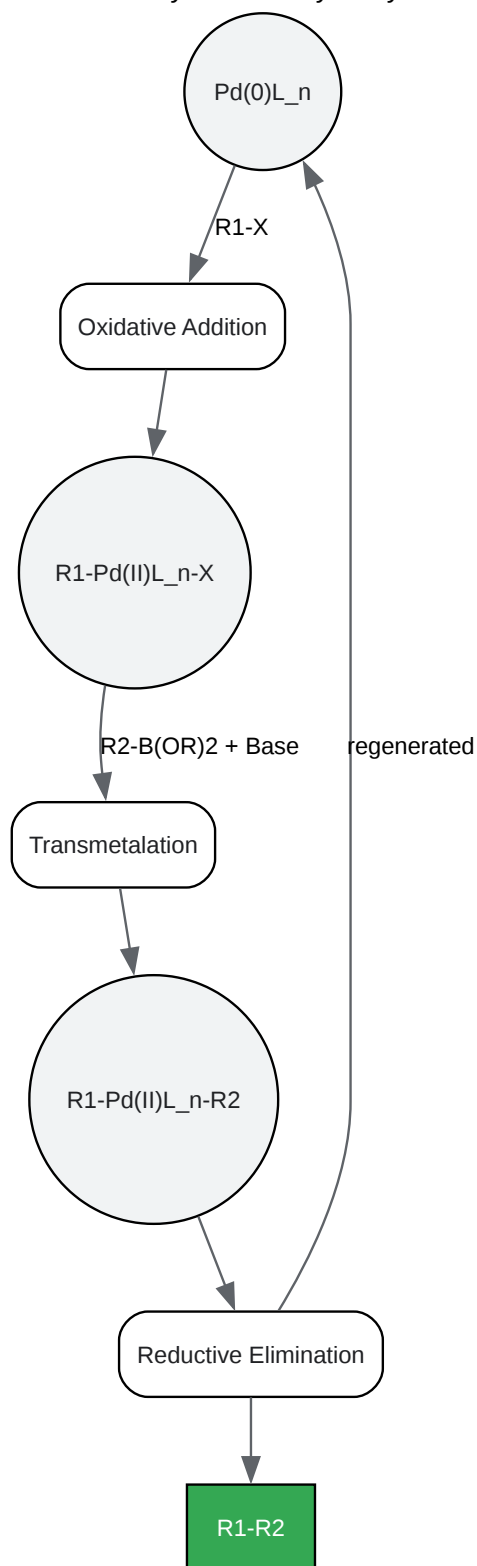 Pd(0)L_n
R1-X
Oxidative Addition
R1-Pd(II)L_n-X
R2-B(OR)2 + Base
regenerated
Transmetalation
R1-Pd(II)L_n-R2
Reductive Elimination
R1-R2